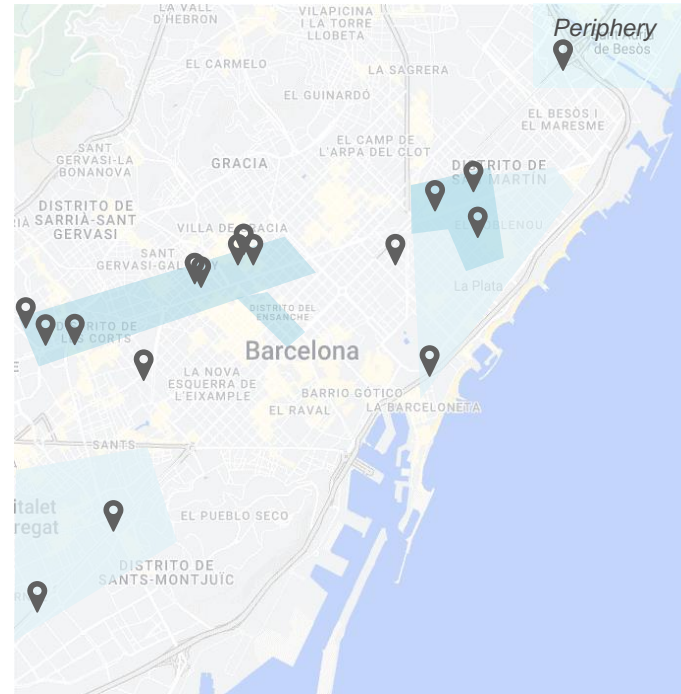 LA VALL
D'HEBRON
VILAPICINA
I LA TORRE
LLOBETA
Periphery
de Besòs
EL CARMELO
LA SAGRERA
EL GUINARDÓ
EL BESÒS I
EL MARESME
SANT
GERVASI-LA
BONANOVA
GRACIA
EL CAMP DE
L'ARPA DEL CLOT
DISTRITO DE
SAN MARTÍN
DISTRITO DE
SARRIÀ-SANT
GERVASI
VILLA DE GRACIA
SANT
La Plata
DISTRITO DEL
ENSANCHE
DISTRITO DE
LAS CORTS
Barcelona
LA NOVA
ESQUERRA DE
L'EIXAMPLE
BARRIO GÓTICO
EL RAVAL
LA BARCELONETA
SANTS
EL PUEBLO SECO
DISTRITO DE
SANTS-MONTJUÏC